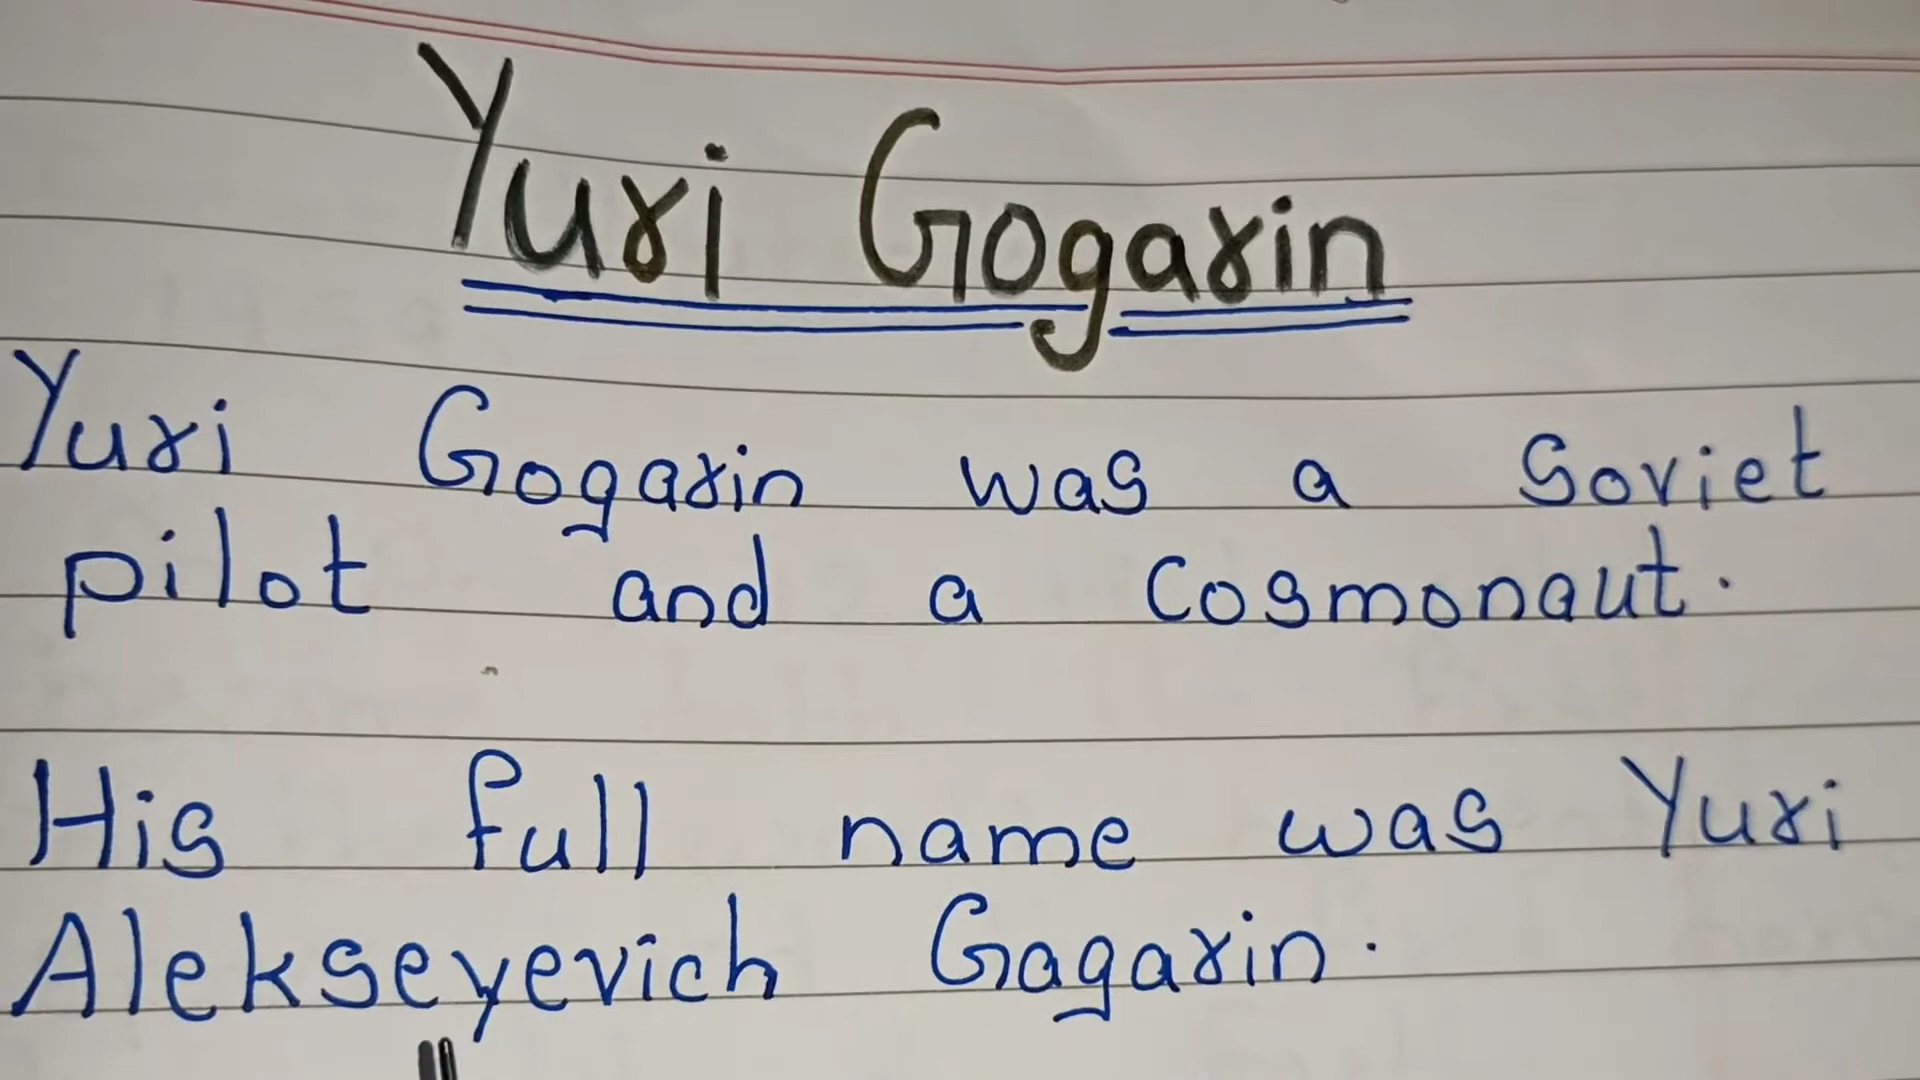 Yuri Gogarin
Yuri Gogarin was a Soviet
pilot and a Cosmonaut.
His full name was Yuri
Alekseyevich Gagarin.